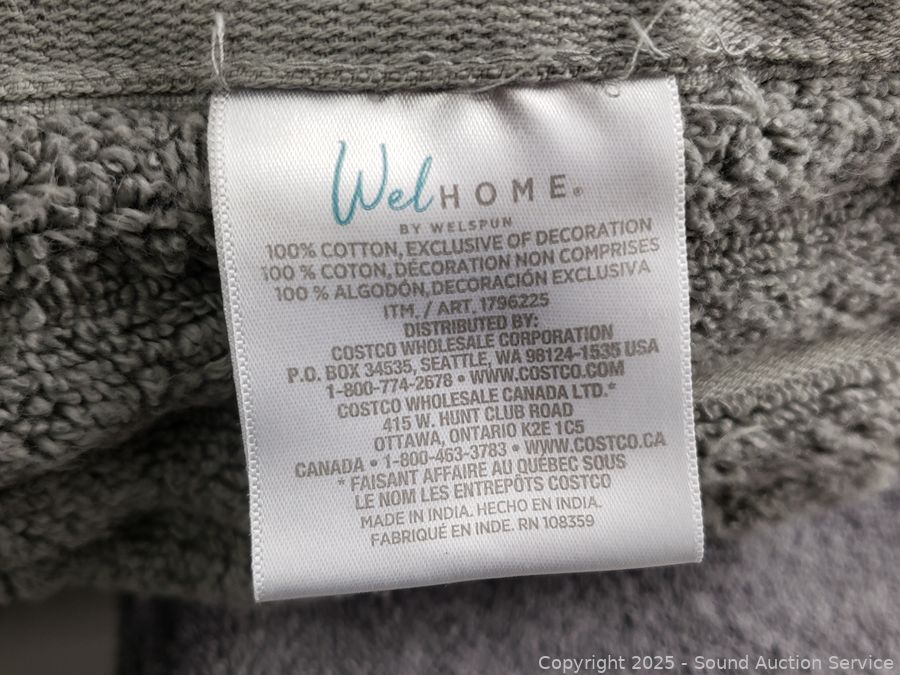 WelHOME®
BY WELSPUN
100% COTTON, EXCLUSIVE OF DECORATION
100 % COTON, DÉCORATION NON COMPRISES
100 % ALGODÓN, DECORACIÓN EXCLUSIVA
ITM. / ART. 1796225
DISTRIBUTED BY:
COSTCO WHOLESALE CORPORATION
P.O. BOX 34535, SEATTLE, WA 98124-1535 USA
1-800-774-2678 • WWW.COSTCO.COM
COSTCO WHOLESALE CANADA LTD.*
415 W. HUNT CLUB ROAD
OTTAWA, ONTARIO K2E 1C5
CANADA • 1-800-463-3783 • WWW.COSTCO.CA
* FAISANT AFFAIRE AU QUÉBEC SOUS
LE NOM LES ENTREPÔTS COSTCO
MADE IN INDIA. HECHO EN INDIA.
FABRIQUÉ EN INDE. RN 108359
Copyright © 2025 - Sound Auction Service